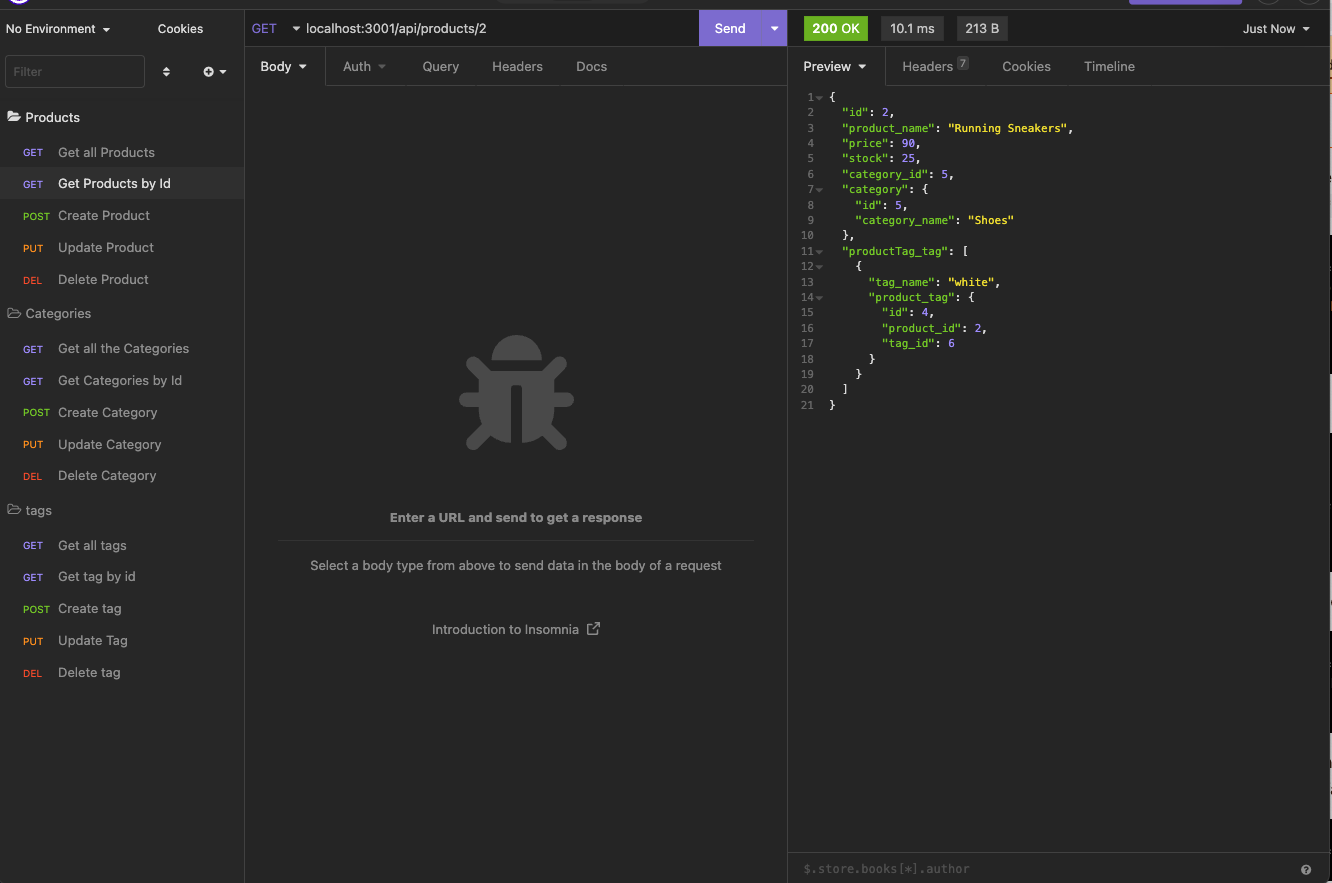 No Environment
Cookies
Filter
Products
GET Get all Products
GET Get Products by Id
POST Create Product
PUT Update Product
DEL Delete Product
Categories
GET Get all the Categories
GET Get Categories by Id
POST Create Category
PUT Update Category
DEL Delete Category
tags
GET Get all tags
GET Get tag by id
POST Create tag
PUT Update Tag
DEL Delete tag
GET localhost:3001/api/products/2 Send
Body Auth Query Headers Docs
Enter a URL and send to get a response
Select a body type from above to send data in the body of a request
Introduction to Insomnia
200 OK 10.1 ms 213 B Just Now
Preview Headers 7 Cookies Timeline
1 {
2 "id": 2,
3 "product_name": "Running Sneakers",
4 "price": 90,
5 "stock": 25,
6 "category_id": 5,
7 "category": {
8 "id": 5,
9 "category_name": "Shoes"
10 },
11 "productTag_tag": [
12 {
13 "tag_name": "white",
14 "product_tag": {
15 "id": 4,
16 "product_id": 2,
17 "tag_id": 6
18 }
19 }
20 ]
21 }
$.store.books[*].author